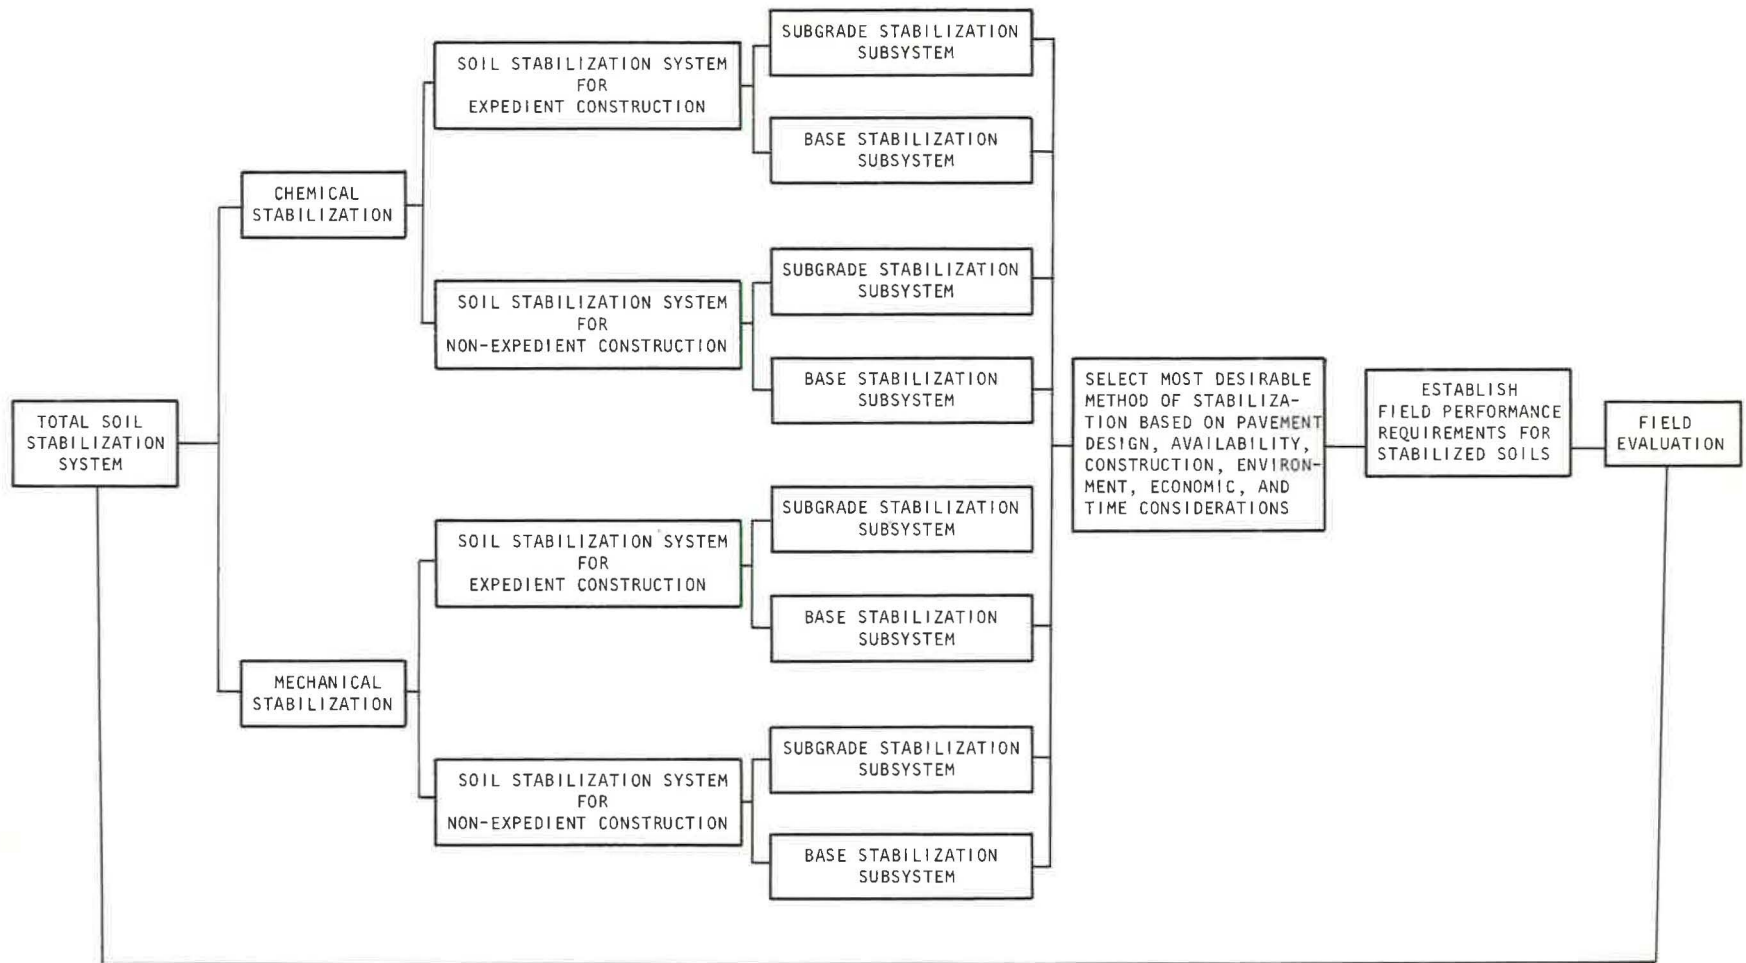 TOTAL SOIL
STABILIZATION
SYSTEM
CHEMICAL
STABILIZATION
MECHANICAL
STABILIZATION
SOIL STABILIZATION SYSTEM
FOR
EXPEDIENT CONSTRUCTION
SOIL STABILIZATION SYSTEM
FOR
NON-EXPEDIENT CONSTRUCTION
SOIL STABILIZATION SYSTEM
FOR
EXPEDIENT CONSTRUCTION
SOIL STABILIZATION SYSTEM
FOR
NON-EXPEDIENT CONSTRUCTION
SUBGRADE STABILIZATION
SUBSYSTEM
BASE STABILIZATION
SUBSYSTEM
SUBGRADE STABILIZATION
SUBSYSTEM
BASE STABILIZATION
SUBSYSTEM
SUBGRADE STABILIZATION
SUBSYSTEM
BASE STABILIZATION
SUBSYSTEM
SUBGRADE STABILIZATION
SUBSYSTEM
BASE STABILIZATION
SUBSYSTEM
SELECT MOST DESIRABLE
METHOD OF STABILIZA-
TION BASED ON PAVEMENT
DESIGN, AVAILABILITY,
CONSTRUCTION, ENVIRON-
MENT, ECONOMIC, AND
TIME CONSIDERATIONS
ESTABLISH
FIELD PERFORMANCE
REQUIREMENTS FOR
STABILIZED SOILS
FIELD
EVALUATION